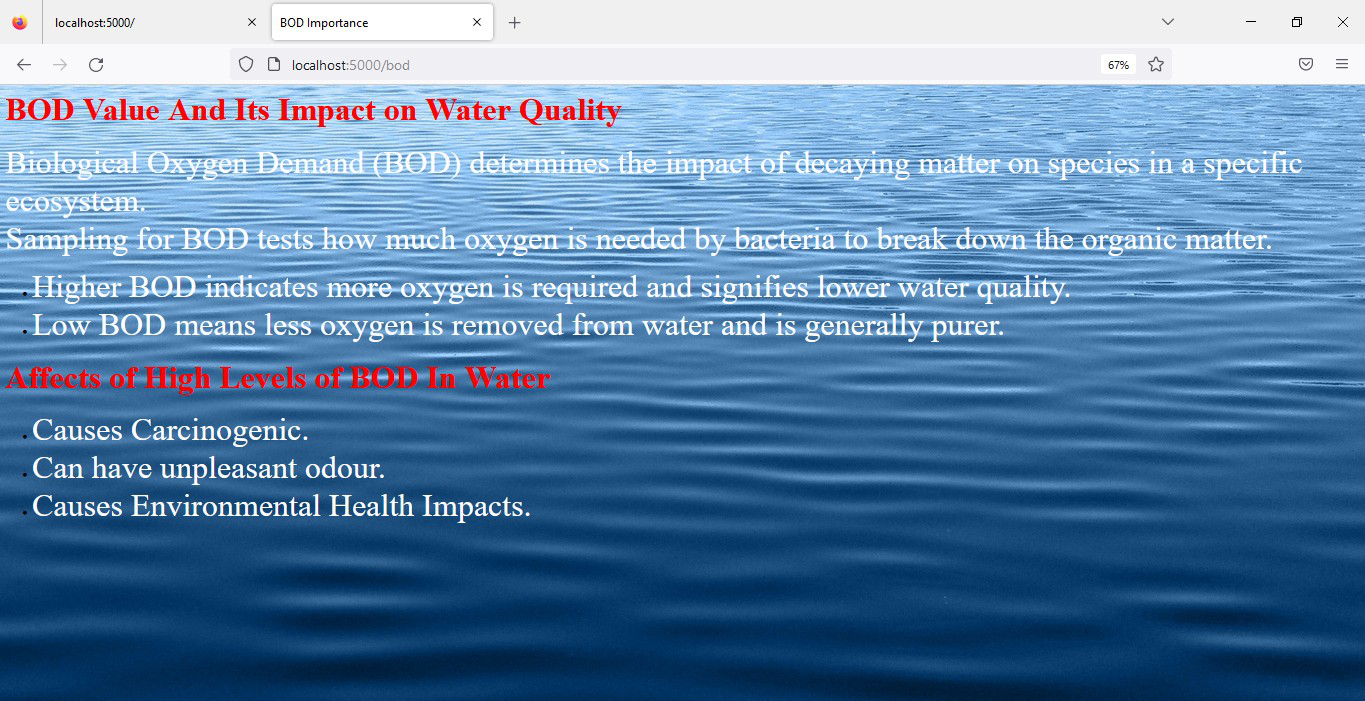 localhost:5000/
BOD Importance
localhost:5000/bod
67%
BOD Value And Its Impact on Water Quality
Biological Oxygen Demand (BOD) determines the impact of decaying matter on species in a specific
ecosystem.
Sampling for BOD tests how much oxygen is needed by bacteria to break down the organic matter.
Higher BOD indicates more oxygen is required and signifies lower water quality.
Low BOD means less oxygen is removed from water and is generally purer.
Affects of High Levels of BOD In Water
Causes Carcinogenic.
Can have unpleasant odour.
Causes Environmental Health Impacts.